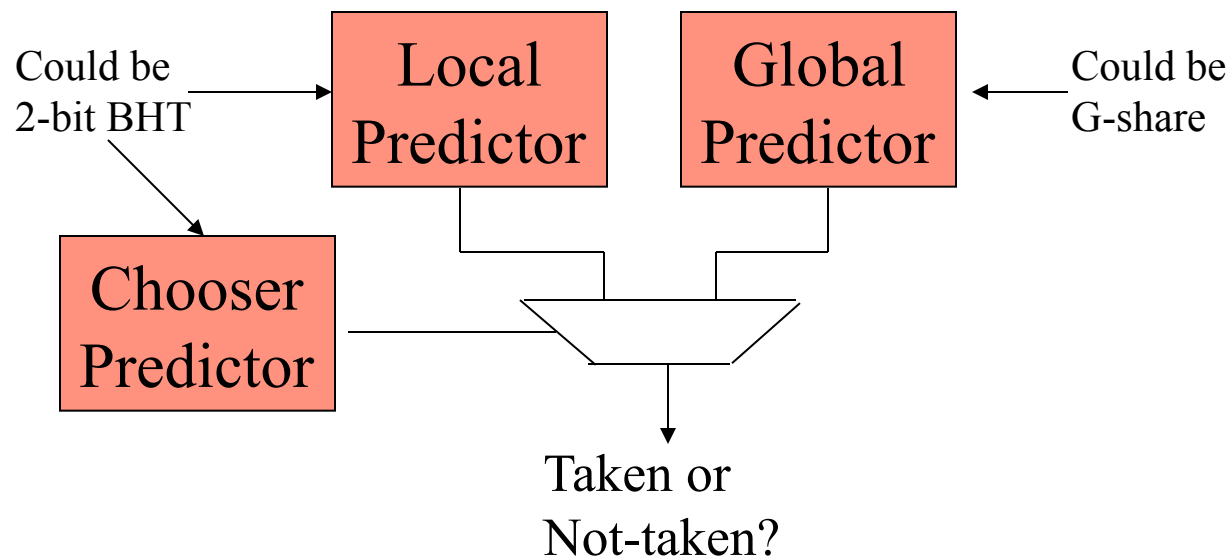 Could be
2-bit BHT
Local
Predictor
Global
Predictor
Could be
G-share
Chooser
Predictor
Taken or
Not-taken?